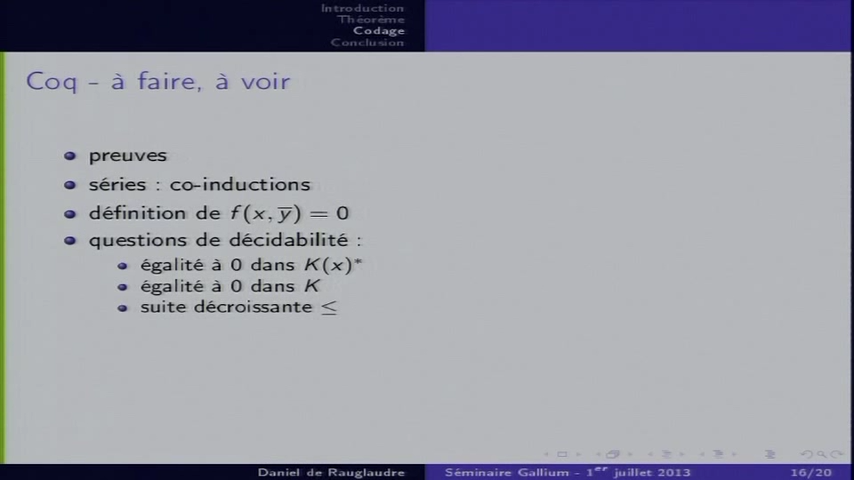 Introduction
Théorème
Codage
Conclusion
Coq - à faire, à voir
preuves
séries : co-inductions
définition de f(x, y̅) = 0
questions de décidabilité :
égalité à 0 dans K(x)*
égalité à 0 dans K
suite décroissante ≤
Daniel de Rauglaudre
Séminaire Gallium - 1er juillet 2013
16/20